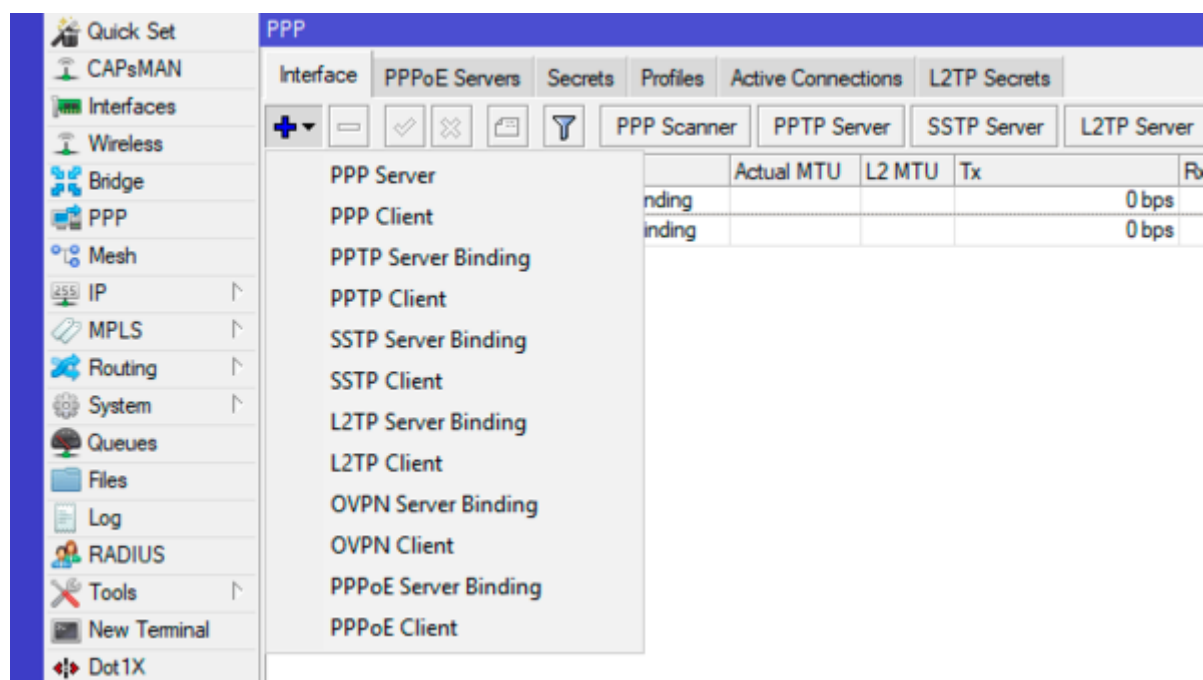 Quick Set
CAPsMAN
Interfaces
Wireless
Bridge
PPP
Mesh
IP
MPLS
Routing
System
Queues
Files
Log
RADIUS
Tools
New Terminal
Dot1X
PPP
Interface PPPoE Servers Secrets Profiles Active Connections L2TP Secrets
PPP Scanner PPTP Server SSTP Server L2TP Server
Actual MTU L2 MTU Tx Rx
nding 0 bps
inding 0 bps
PPP Server
PPP Client
PPTP Server Binding
PPTP Client
SSTP Server Binding
SSTP Client
L2TP Server Binding
L2TP Client
OVPN Server Binding
OVPN Client
PPPoE Server Binding
PPPoE Client